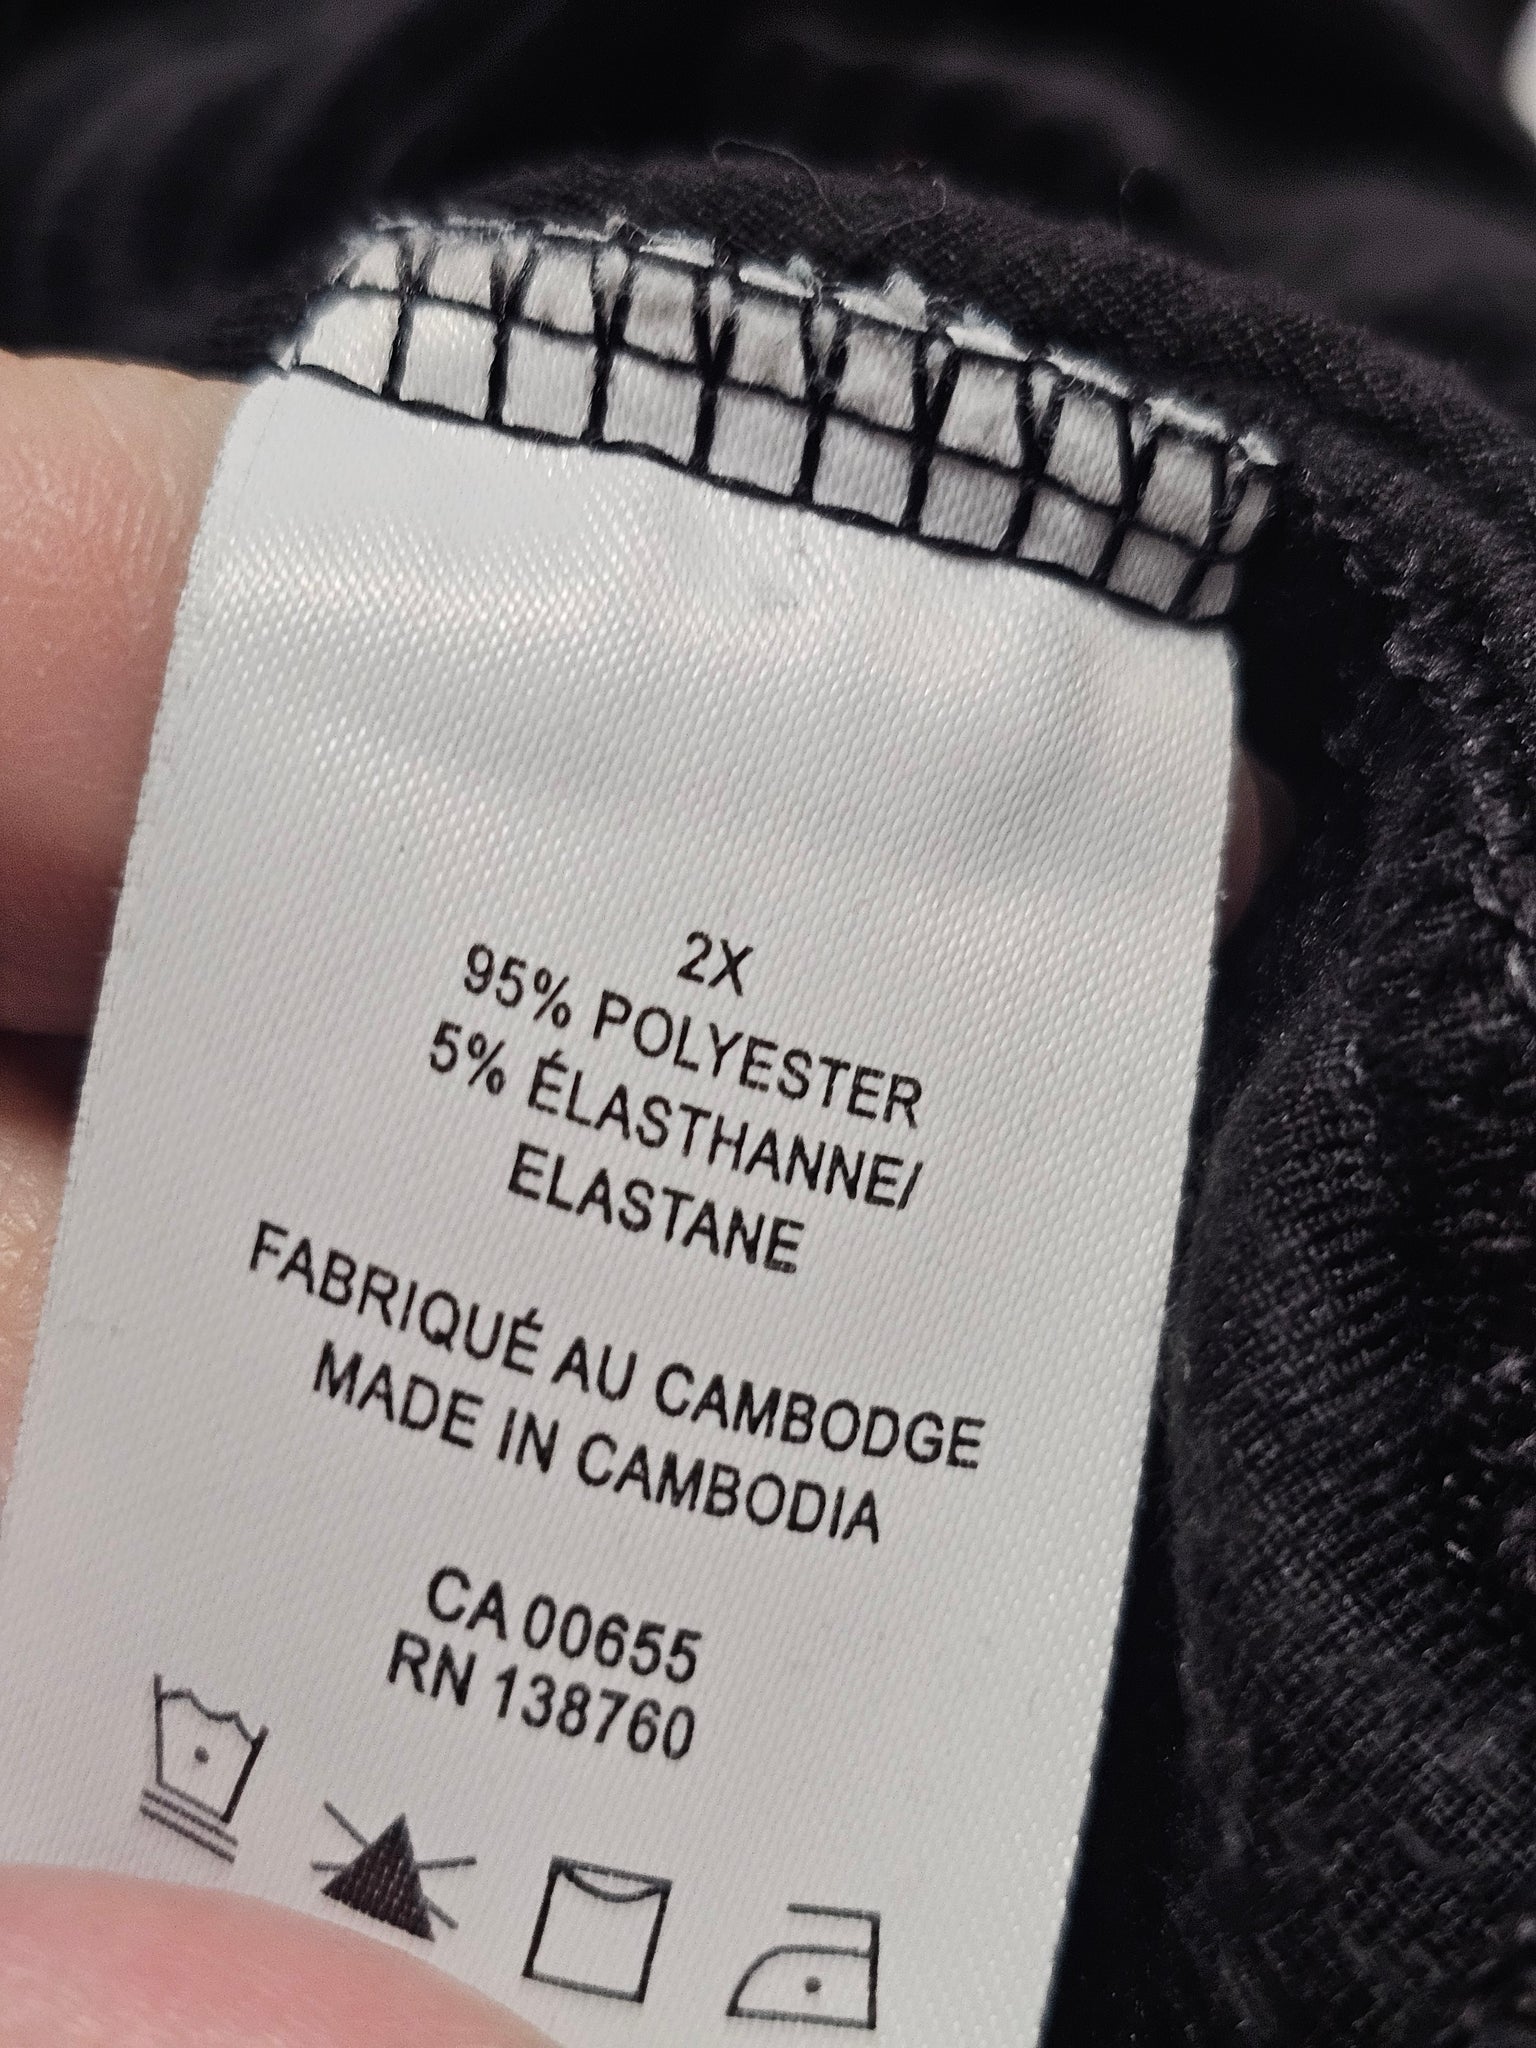 2X
95% POLYESTER
5% ÉLASTHANNE/
ELASTANE
FABRIQUÉ AU CAMBODGE
MADE IN CAMBODIA
CA 00655
RN 138760